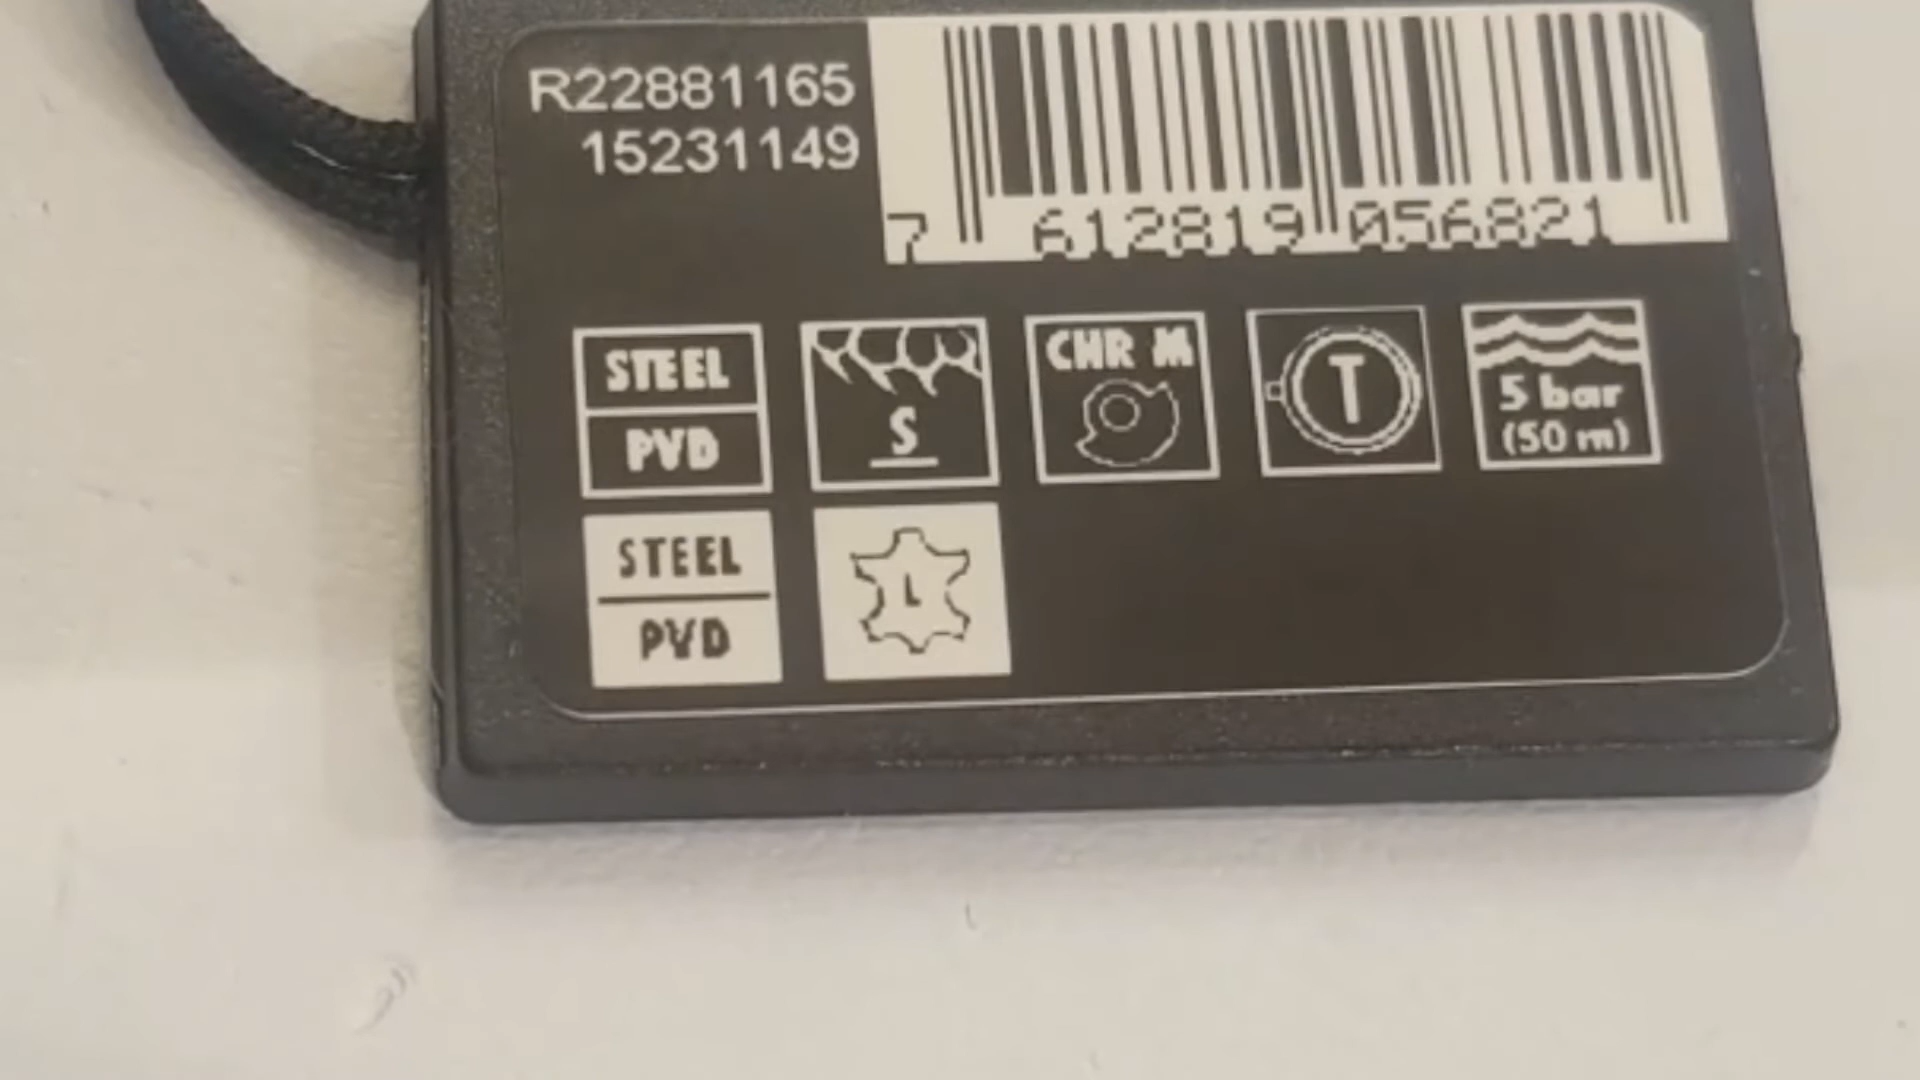 R22881165
15231149
7 612819 056821
STEEL
PVD
S
CHR M
T
5 bar
(50 m)
STEEL
PVD
L